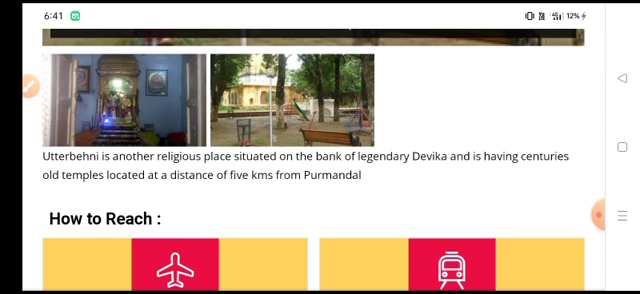 6:41
12%
Utterbehni is another religious place situated on the bank of legendary Devika and is having centuries
old temples located at a distance of five kms from Purmandal
How to Reach :